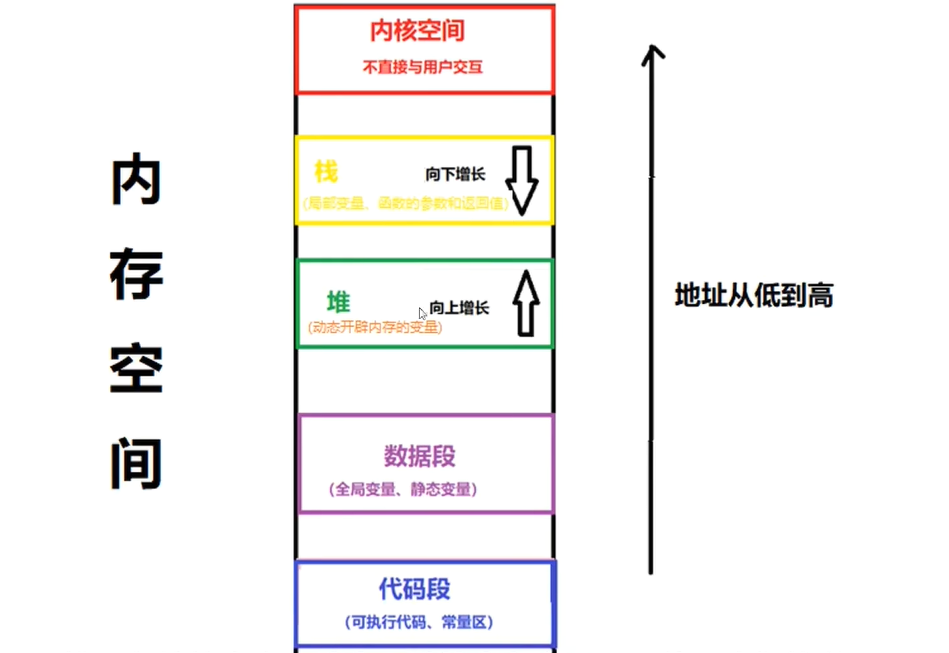 内存空间
内核空间
不直接与用户交互
栈
向下增长
(局部变量、函数的参数和返回值)
堆
向上增长
(动态开辟内存的变量)
数据段
(全局变量、静态变量)
代码段
(可执行代码、常量区)
地址从低到高